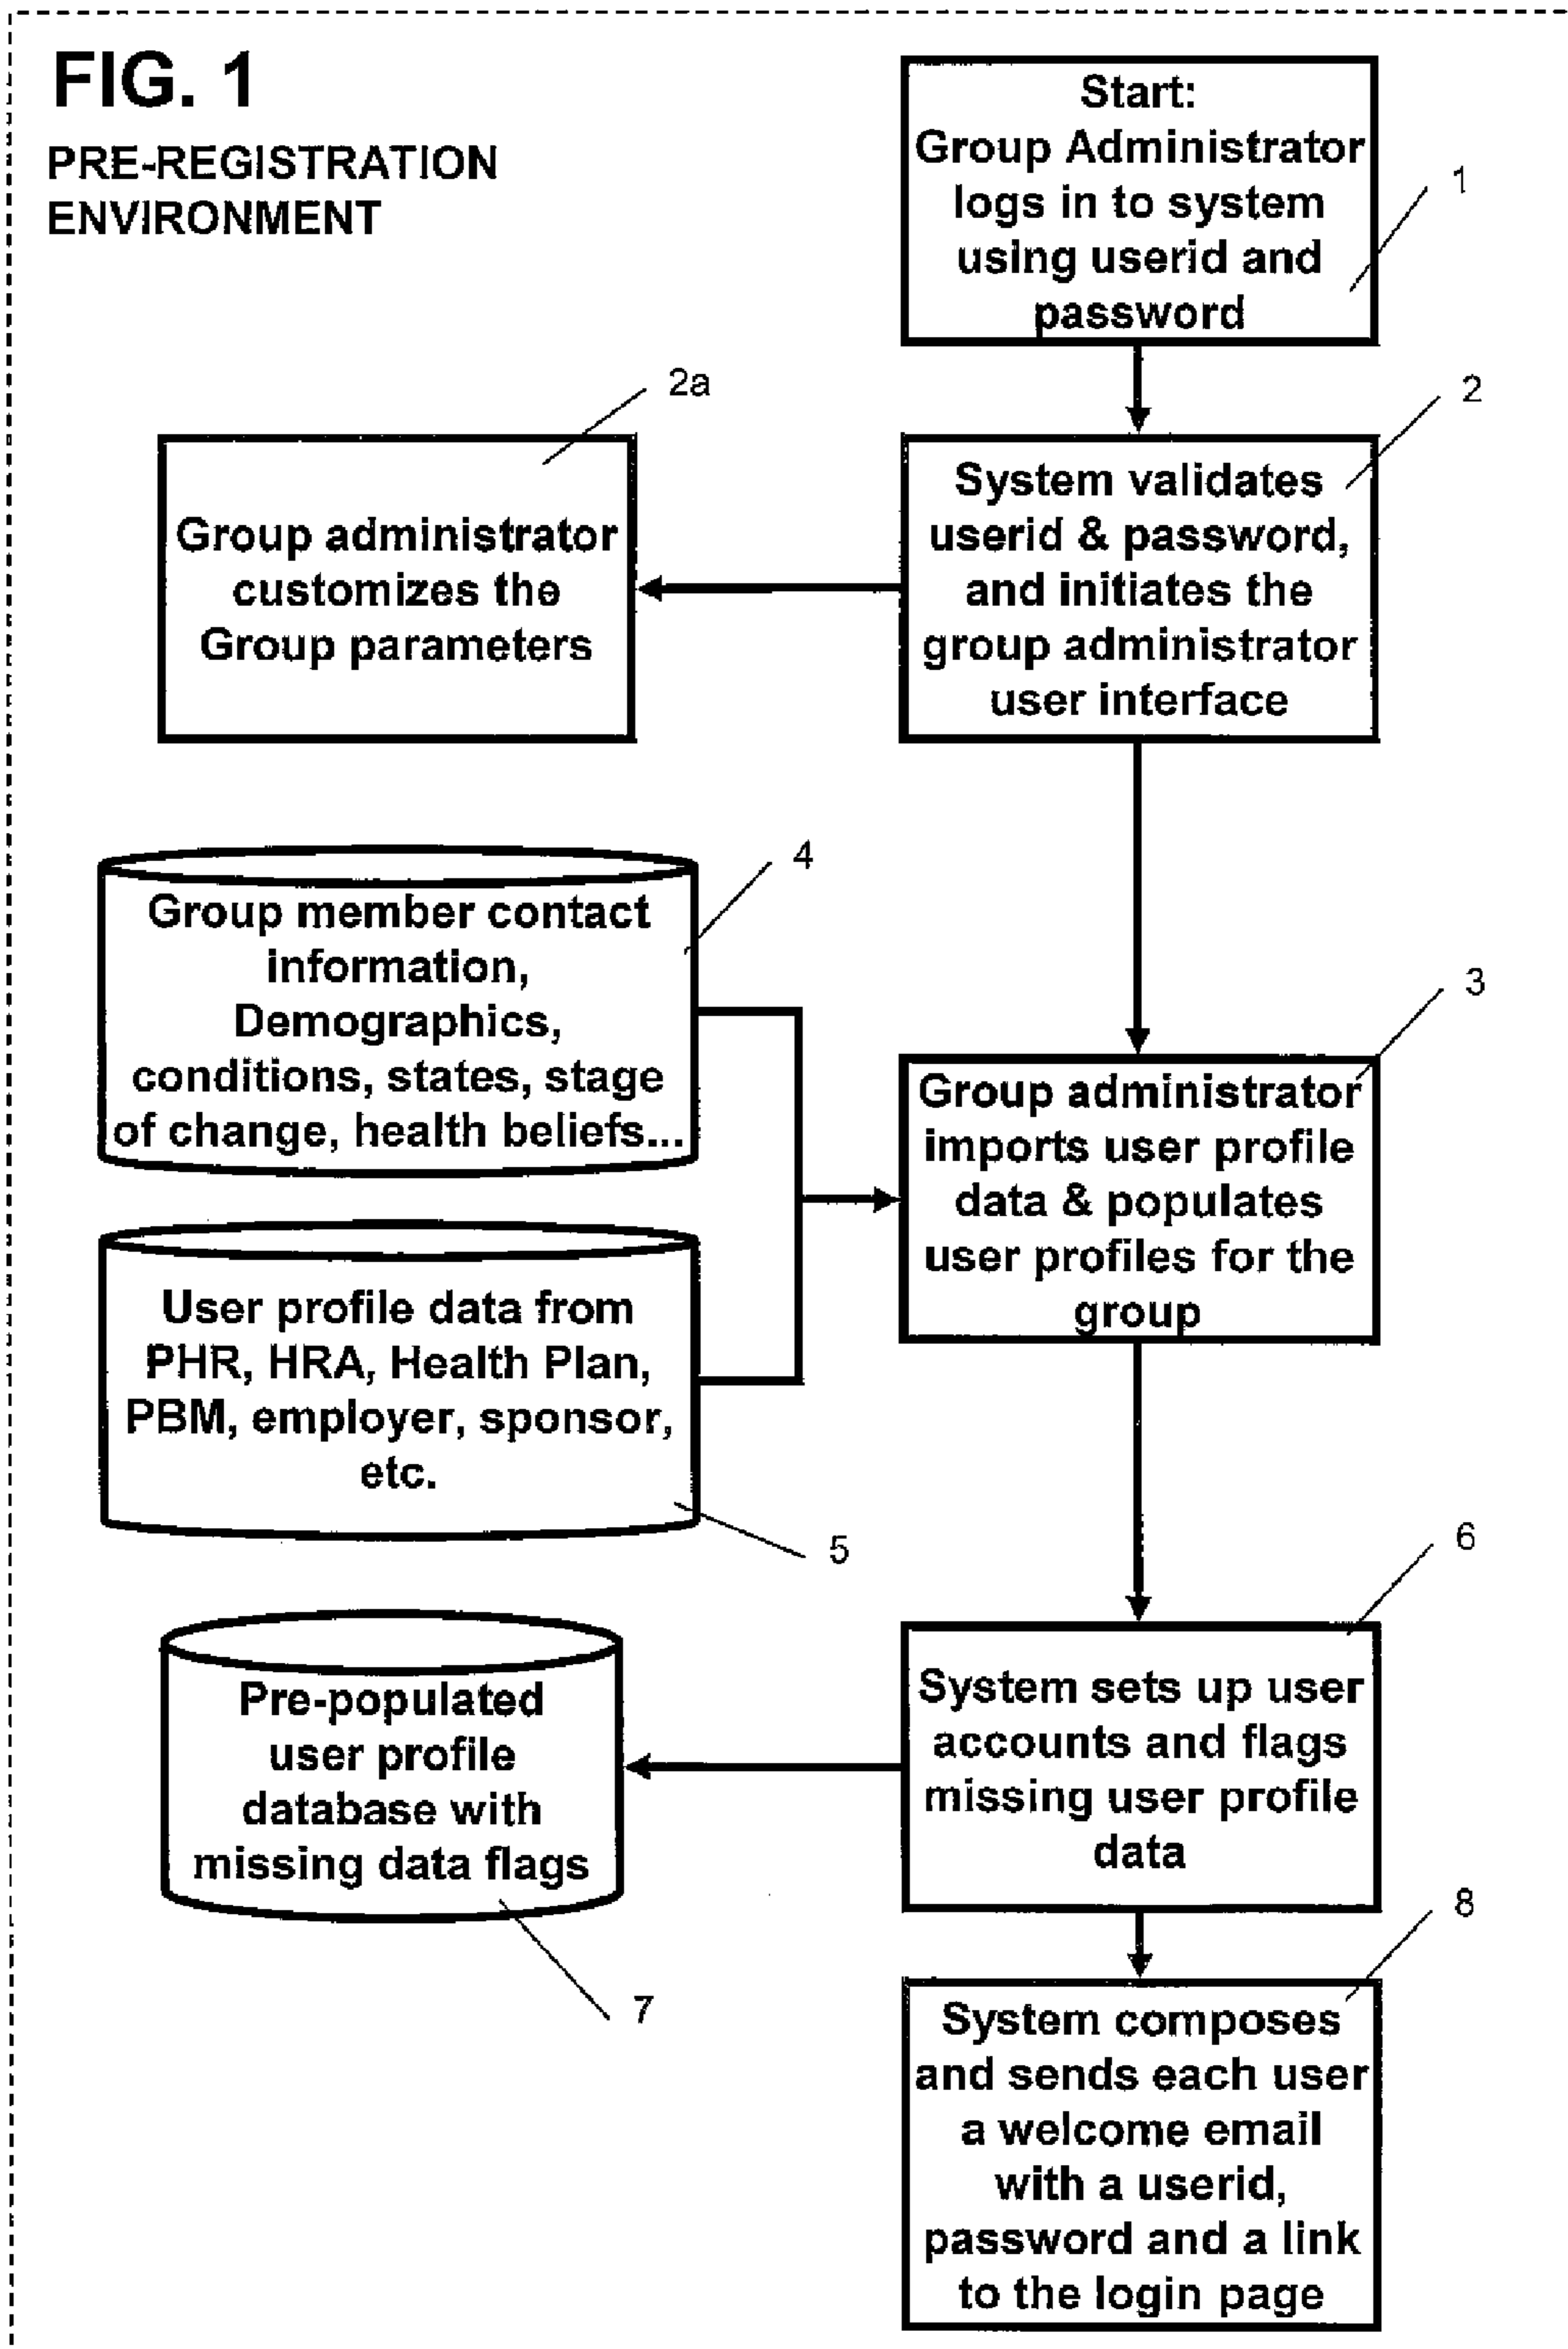 FIG. 1
PRE-REGISTRATION
ENVIRONMENT
Start:
Group Administrator
logs in to system
using userid and
password
1
2a
2
Group administrator
customizes the
Group parameters
System validates
userid & password,
and initiates the
group administrator
user interface
4
Group member contact
information,
Demographics,
conditions, states, stage
of change, health beliefs...
3
Group administrator
imports user profile
data & populates
user profiles for the
group
User profile data from
PHR, HRA, Health Plan,
PBM, employer, sponsor,
etc.
5
6
System sets up user
accounts and flags
missing user profile
data
Pre-populated
user profile
database with
missing data flags
7
8
System composes
and sends each user
a welcome email
with a userid,
password and a link
to the login page